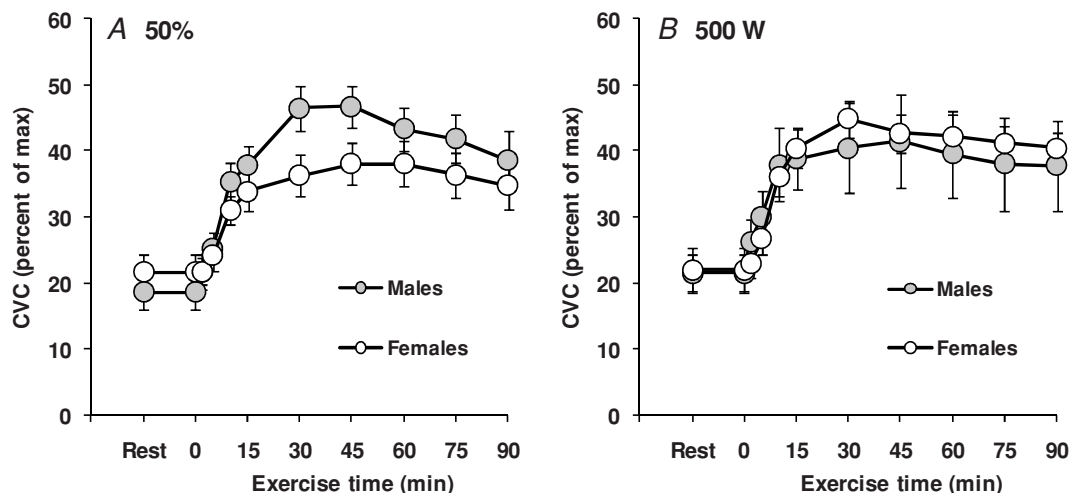 A 50%
60
50
40
30
20
10
0
CVC (percent of max)
Males
Females
Rest 0 15 30 45 60 75 90
Exercise time (min)
B 500 W
60
50
40
30
20
10
0
CVC (percent of max)
Males
Females
Rest 0 15 30 45 60 75 90
Exercise time (min)